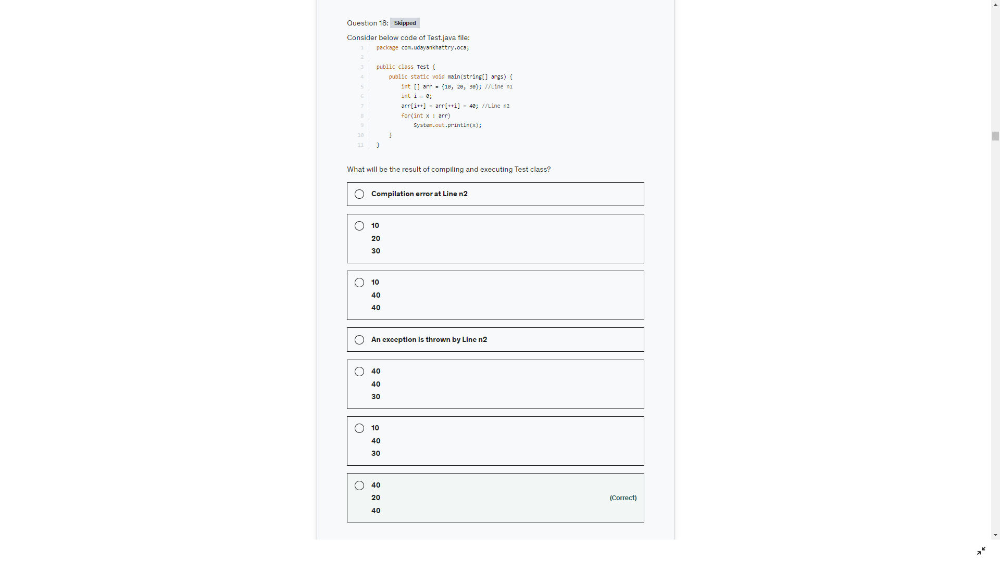 Question 18: Skipped
Consider below code of Test.java file:
1 package com.udayankhattry.oca;
2
3 public class Test {
4 public static void main(String[] args) {
5 int [] arr = {10, 20, 30}; //Line n1
6 int i = 0;
7 arr[i++] = arr[++i] = 40; //Line n2
8 for(int x : arr)
9 System.out.println(x);
10 }
11 }
What will be the result of compiling and executing Test class?
Compilation error at Line n2
10
20
30
10
40
40
An exception is thrown by Line n2
40
40
30
10
40
30
40
20
(Correct)
40